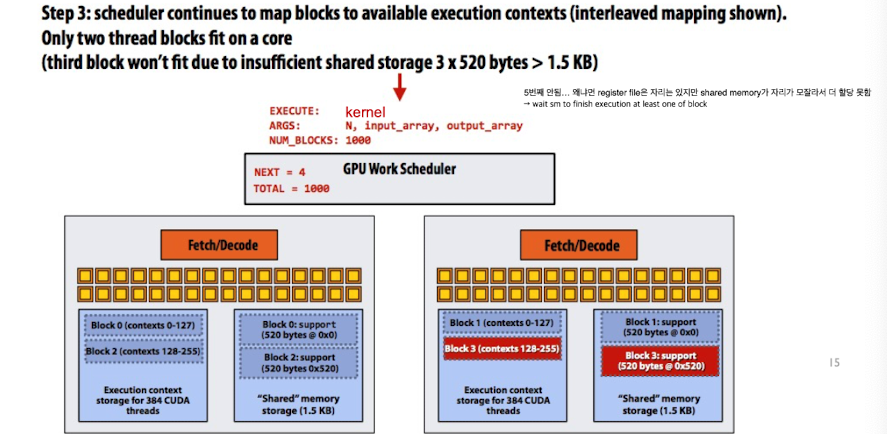 Step 3: scheduler continues to map blocks to available execution contexts (interleaved mapping shown).
Only two thread blocks fit on a core
(third block won't fit due to insufficient shared storage 3 x 520 bytes > 1.5 KB)
5번째 안됨... 왜냐면 register file은 자리는 있지만 shared memory가 자리가 모잘라서 더 할당 못함
→ wait sm to finish execution at least one of block
EXECUTE: kernel
ARGS: N, input_array, output_array
NUM_BLOCKS: 1000
GPU Work Scheduler
NEXT = 4
TOTAL = 1000
Fetch/Decode
Block 0 (contexts 0-127)
Block 2 (contexts 128-255)
Execution context
storage for 384 CUDA
threads
Block 0: support
(520 bytes @ 0x0)
Block 2: support
(520 bytes 0x520)
"Shared" memory
storage (1.5 KB)
Fetch/Decode
Block 1 (contexts 0-127)
Block 3 (contexts 128-255)
Execution context
storage for 384 CUDA
threads
Block 1: support
(520 bytes @ 0x0)
Block 3: support
(520 bytes @ 0x520)
"Shared" memory
storage (1.5 KB)
15